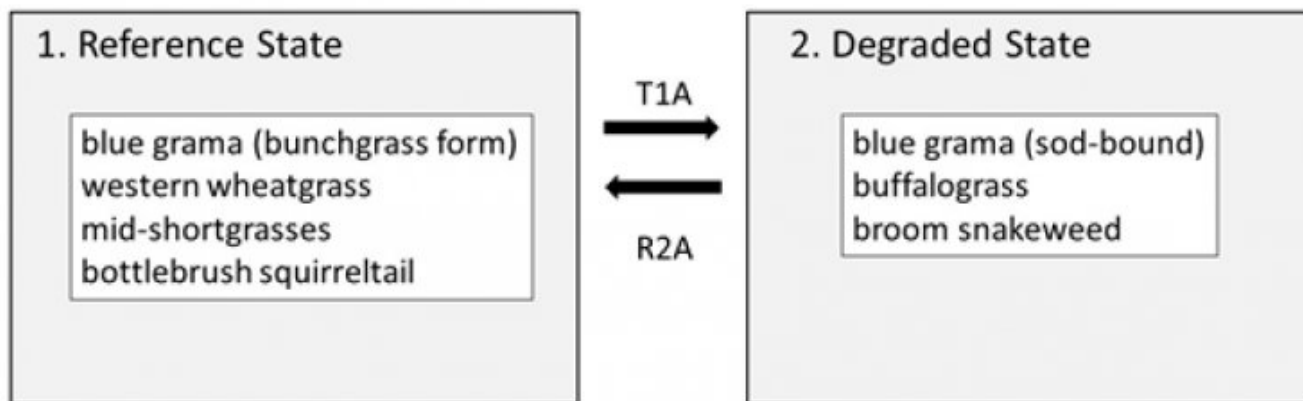 1. Reference State
blue grama (bunchgrass form)
western wheatgrass
mid-shortgrasses
bottlebrush squirreltail
T1A
R2A
2. Degraded State
blue grama (sod-bound)
buffalograss
broom snakeweed